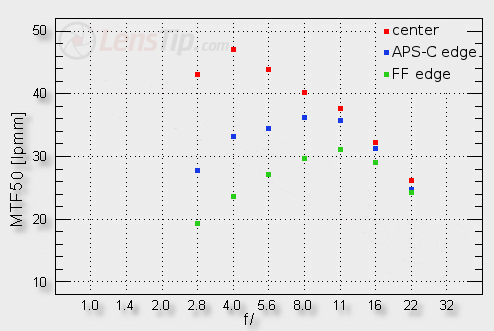 50
40
30
20
10
MTF50 [lpmm]
LensTip.com
center
APS-C edge
FF edge
1.0 1.4 2.0 2.8 4.0 5.6 8.0 11 16 22 32
f/